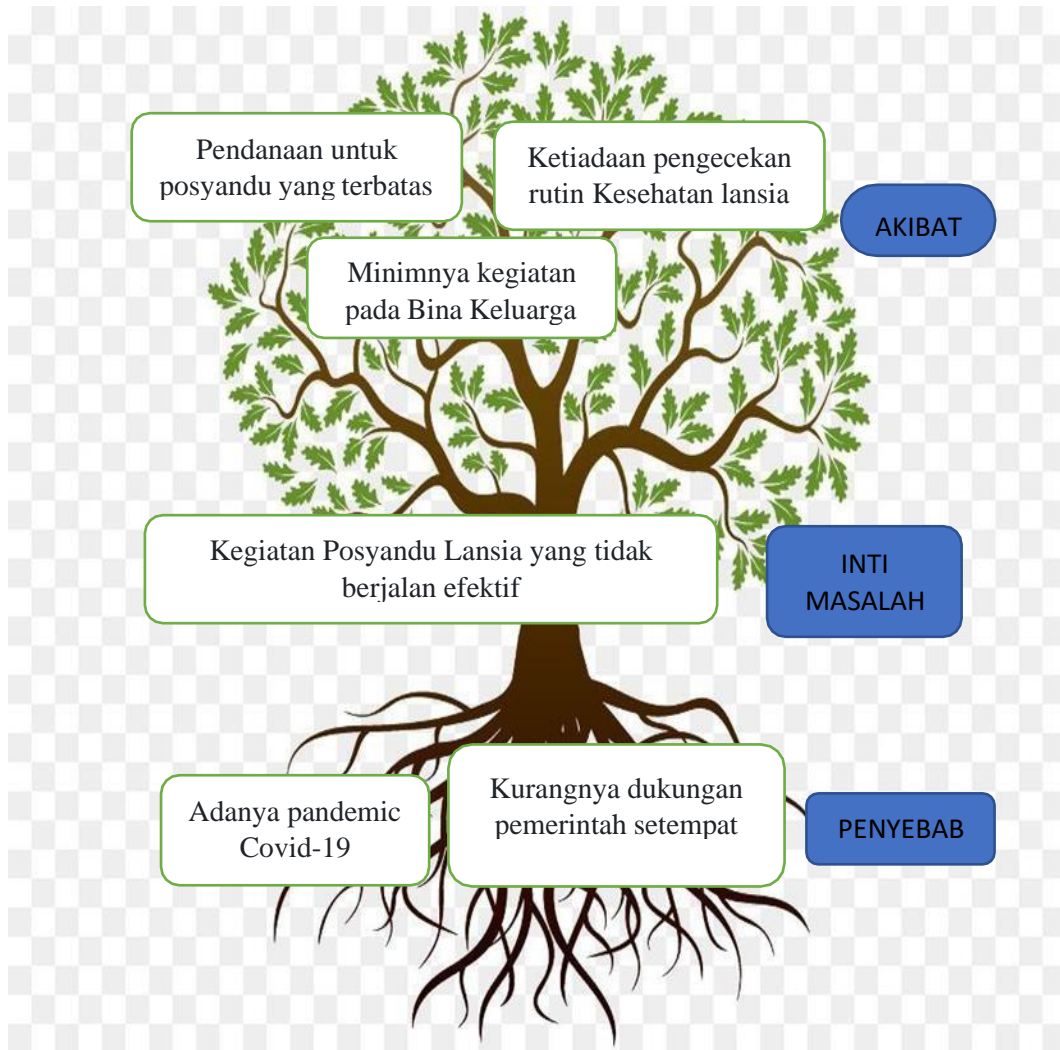 Pendanaan untuk
posyandu yang terbatas
Ketiadaan pengecekan
rutin Kesehatan lansia
AKIBAT
Minimnya kegiatan
pada Bina Keluarga
Kegiatan Posyandu Lansia yang tidak
berjalan efektif
INTI
MASALAH
Adanya pandemic
Covid-19
Kurangnya dukungan
pemerintah setempat
PENYEBAB